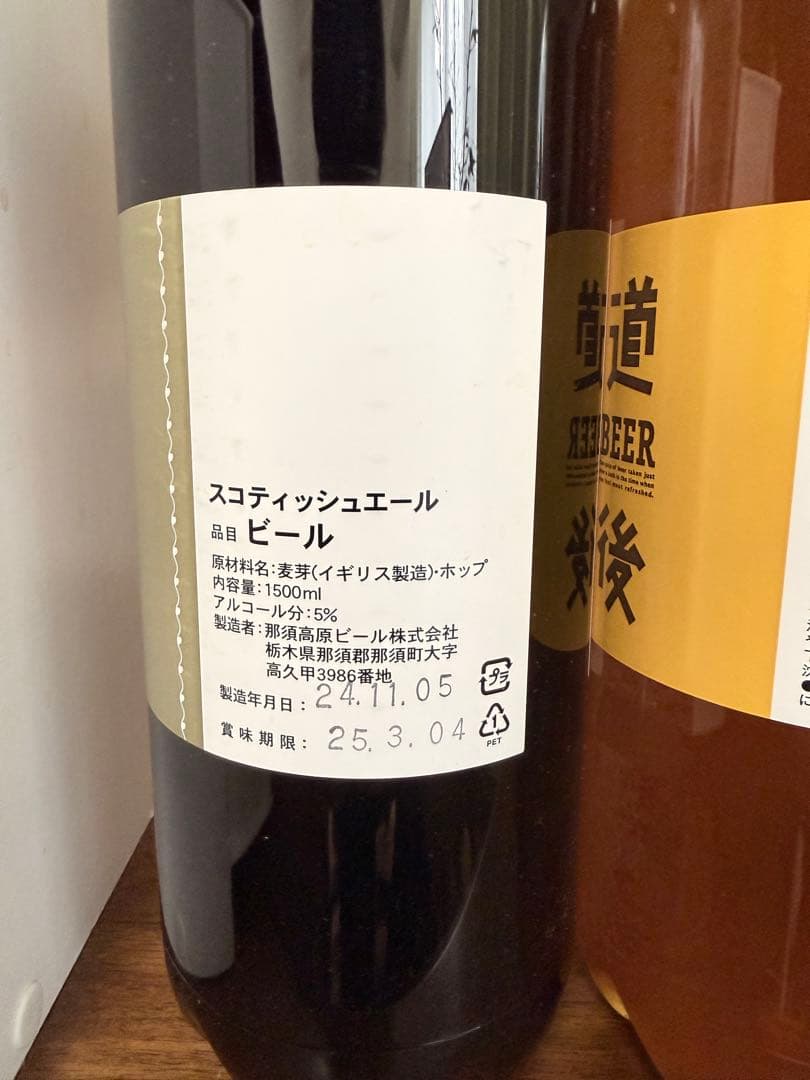 スコティッシュエール
品目 ビール
原材料名：麦芽(イギリス製造)・ホップ
内容量：1500ml
アルコール分：5%
製造者：那須高原ビール株式会社
栃木県那須郡那須町大字
高久甲3986番地
製造年月日：24.11.05
賞味期限：25.3.04
プラ
1
PET
道
BEER
後